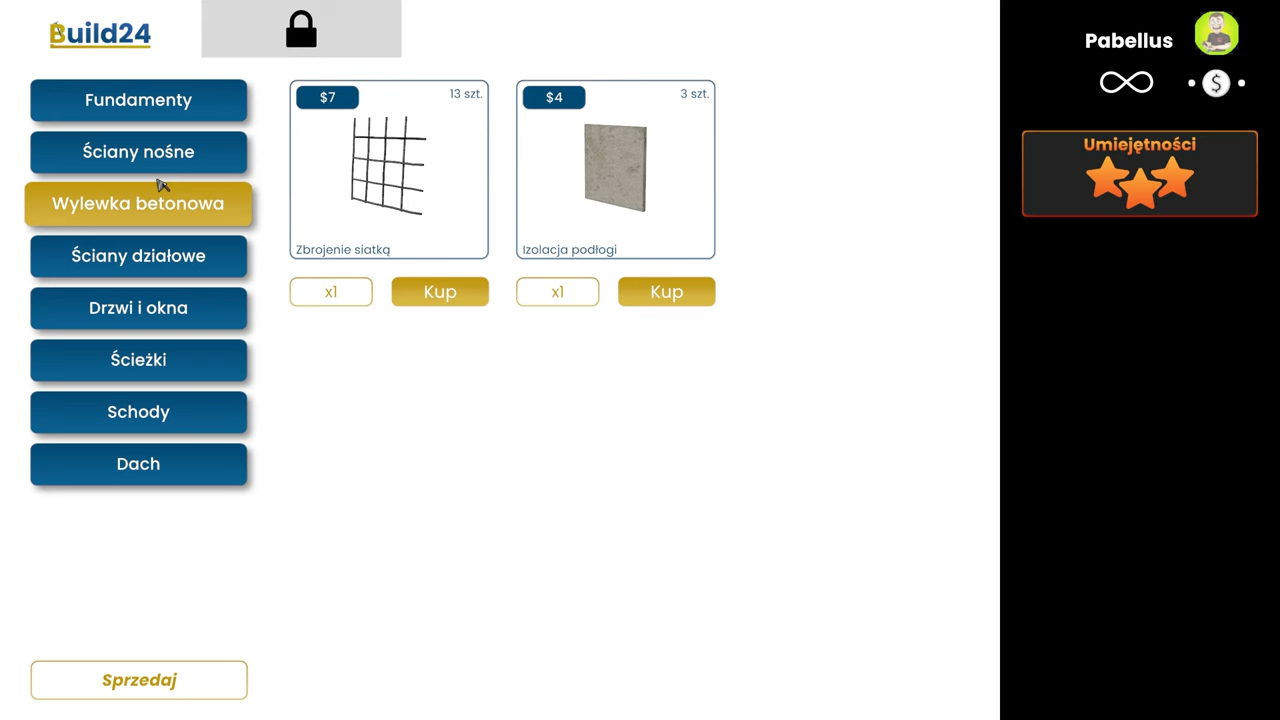 Build24
Pabellus
Fundamenty
Ściany nośne
Wylewka betonowa
Ściany działowe
Drzwi i okna
Ścieżki
Schody
Dach
Sprzedaj
$7
13 szt.
Zbrojenie siatką
x1
Kup
$4
3 szt.
Izolacja podłogi
x1
Kup
∞
$
Umiejętności